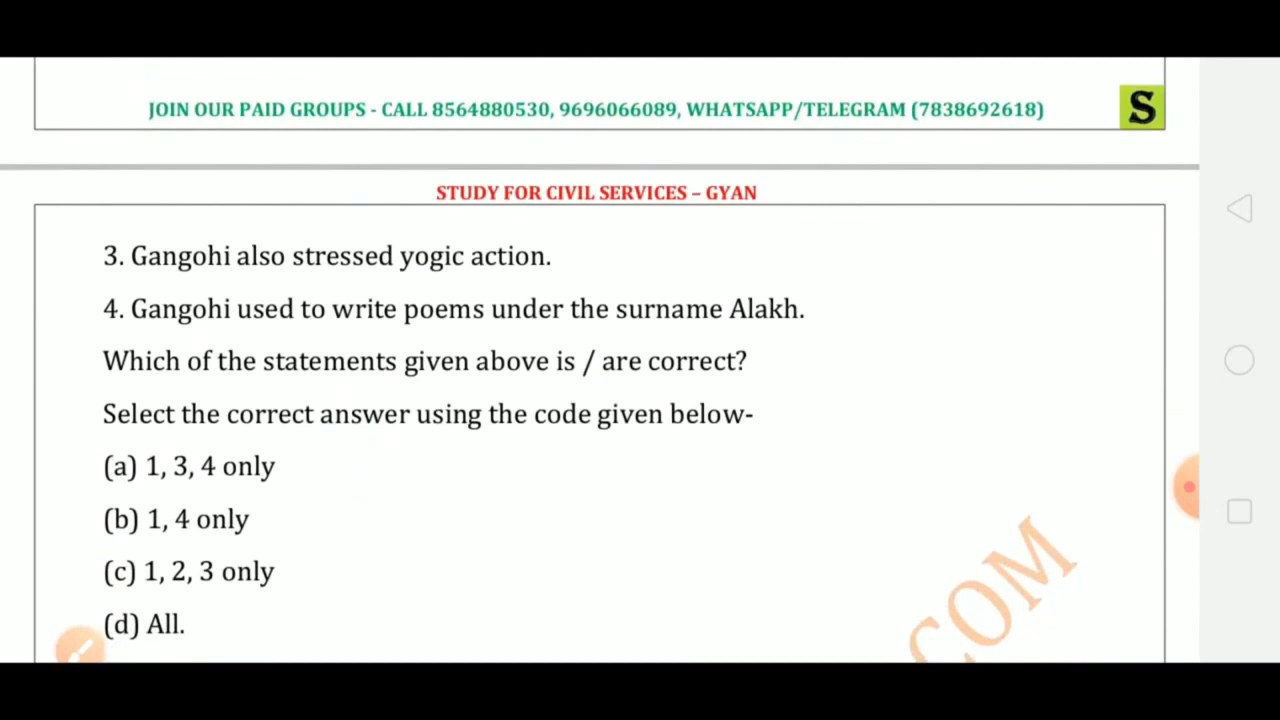 JOIN OUR PAID GROUPS - CALL 8564880530, 9696066089, WHATSAPP/TELEGRAM (7838692618)
S
STUDY FOR CIVIL SERVICES – GYAN
3. Gangohi also stressed yogic action.
4. Gangohi used to write poems under the surname Alakh.
Which of the statements given above is / are correct?
Select the correct answer using the code given below-
(a) 1, 3, 4 only
(b) 1, 4 only
(c) 1, 2, 3 only
(d) All.
.COM